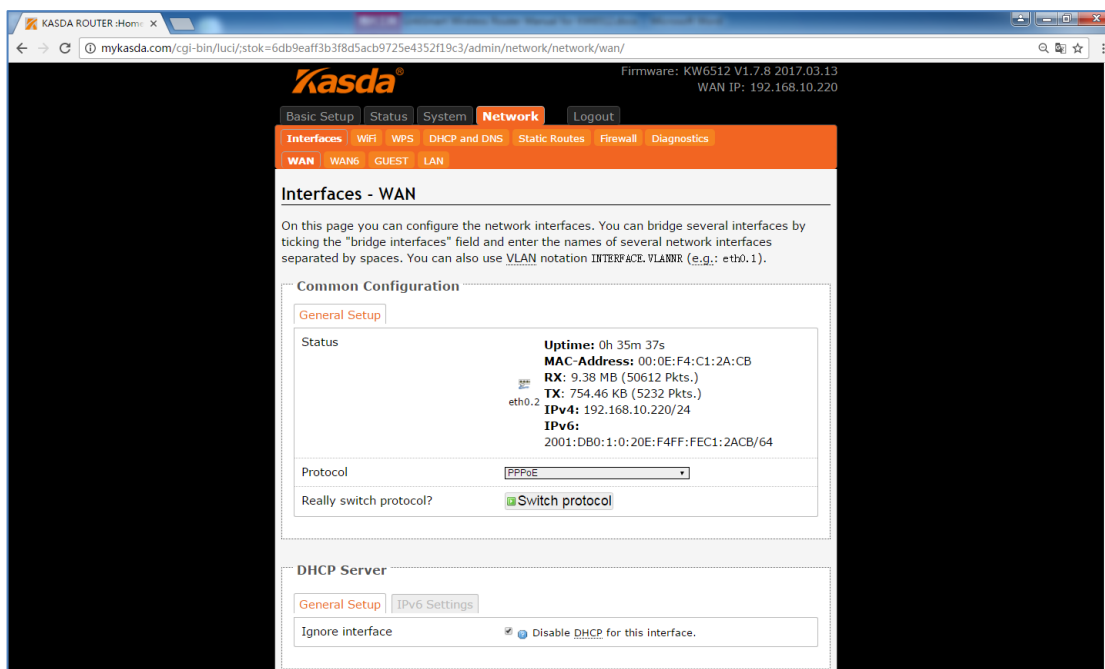 KASDA ROUTER :Home
mykasda.com/cgi-bin/luci/;stok=6db9eaff3b3f8d5acb9725e4352f19c3/admin/network/network/wan/
Kasda®
Firmware: KW6512 V1.7.8 2017.03.13
WAN IP: 192.168.10.220
Basic Setup Status System Network Logout
Interfaces WiFi WPS DHCP and DNS Static Routes Firewall Diagnostics
WAN WAN6 GUEST LAN
Interfaces - WAN
On this page you can configure the network interfaces. You can bridge several interfaces by
ticking the "bridge interfaces" field and enter the names of several network interfaces
separated by spaces. You can also use VLAN notation INTERFACE.VLANNR (e.g.: eth0.1).
Common Configuration
General Setup
Status
eth0.2
Uptime: 0h 35m 37s
MAC-Address: 00:0E:F4:C1:2A:CB
RX: 9.38 MB (50612 Pkts.)
TX: 754.46 KB (5232 Pkts.)
IPv4: 192.168.10.220/24
IPv6:
2001:DB0:1:0:20E:F4FF:FEC1:2ACB/64
Protocol PPPoE
Really switch protocol? Switch protocol
DHCP Server
General Setup IPv6 Settings
Ignore interface Disable DHCP for this interface.